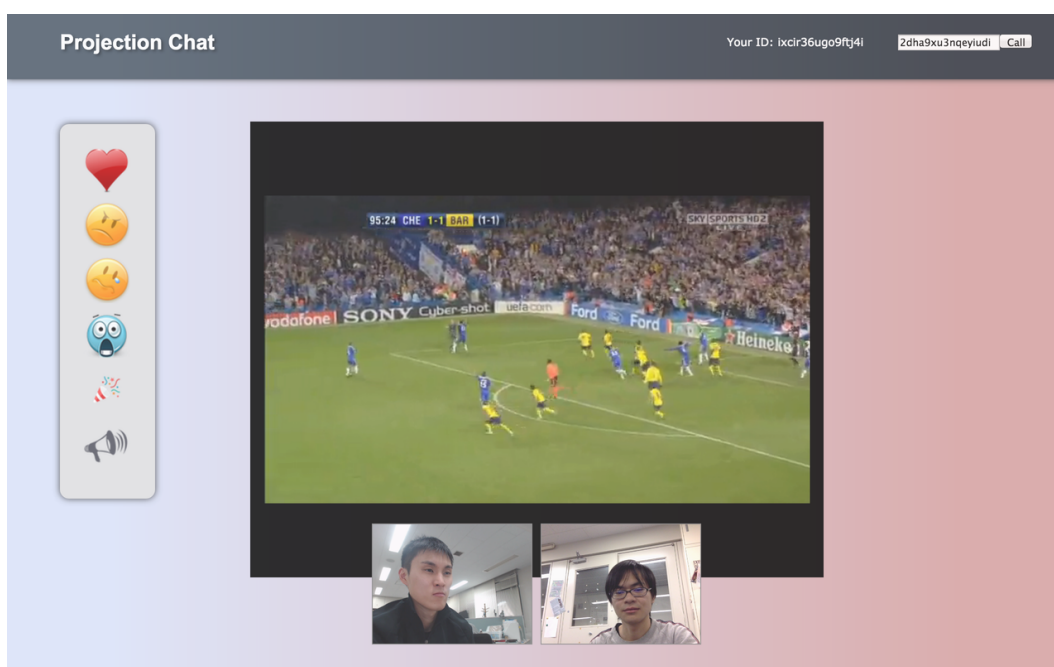 Projection Chat
Your ID: ixcir36ugo9ftj4i
2dha9xu3nqeyiudi Call
95:24 CHE 1-1 BAR (1-1)
SKY SPORTS HD2
LIVE
vodafone SONY Cyber-shot uefa.com Ford Ford Heineken